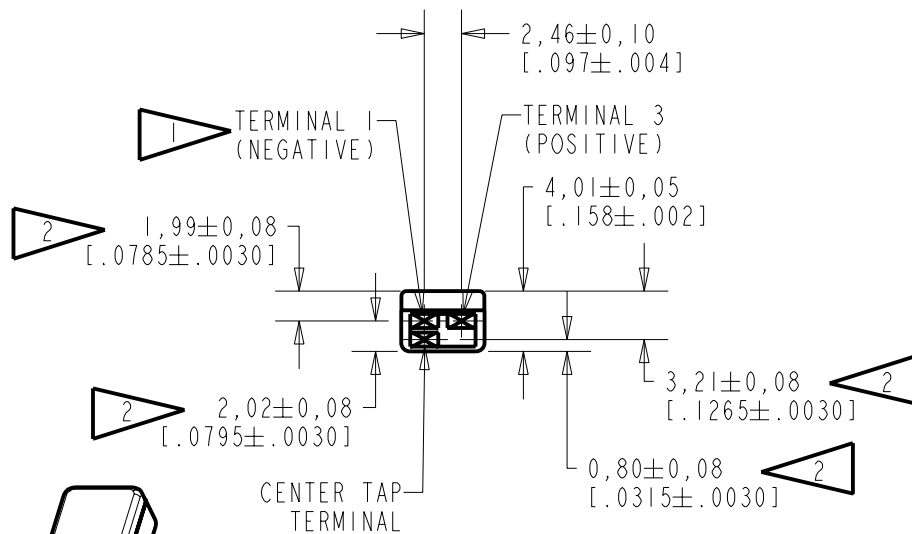 2,46±0,10
[.097±.004]
1
TERMINAL 1
(NEGATIVE)
TERMINAL 3
(POSITIVE)
4,01±0,05
[.158±.002]
2
1,99±0,08
[.0785±.0030]
3,21±0,08
[.1265±.0030]
2
2
2,02±0,08
[.0795±.0030]
0,80±0,08
[.0315±.0030]
2
CENTER TAP
TERMINAL